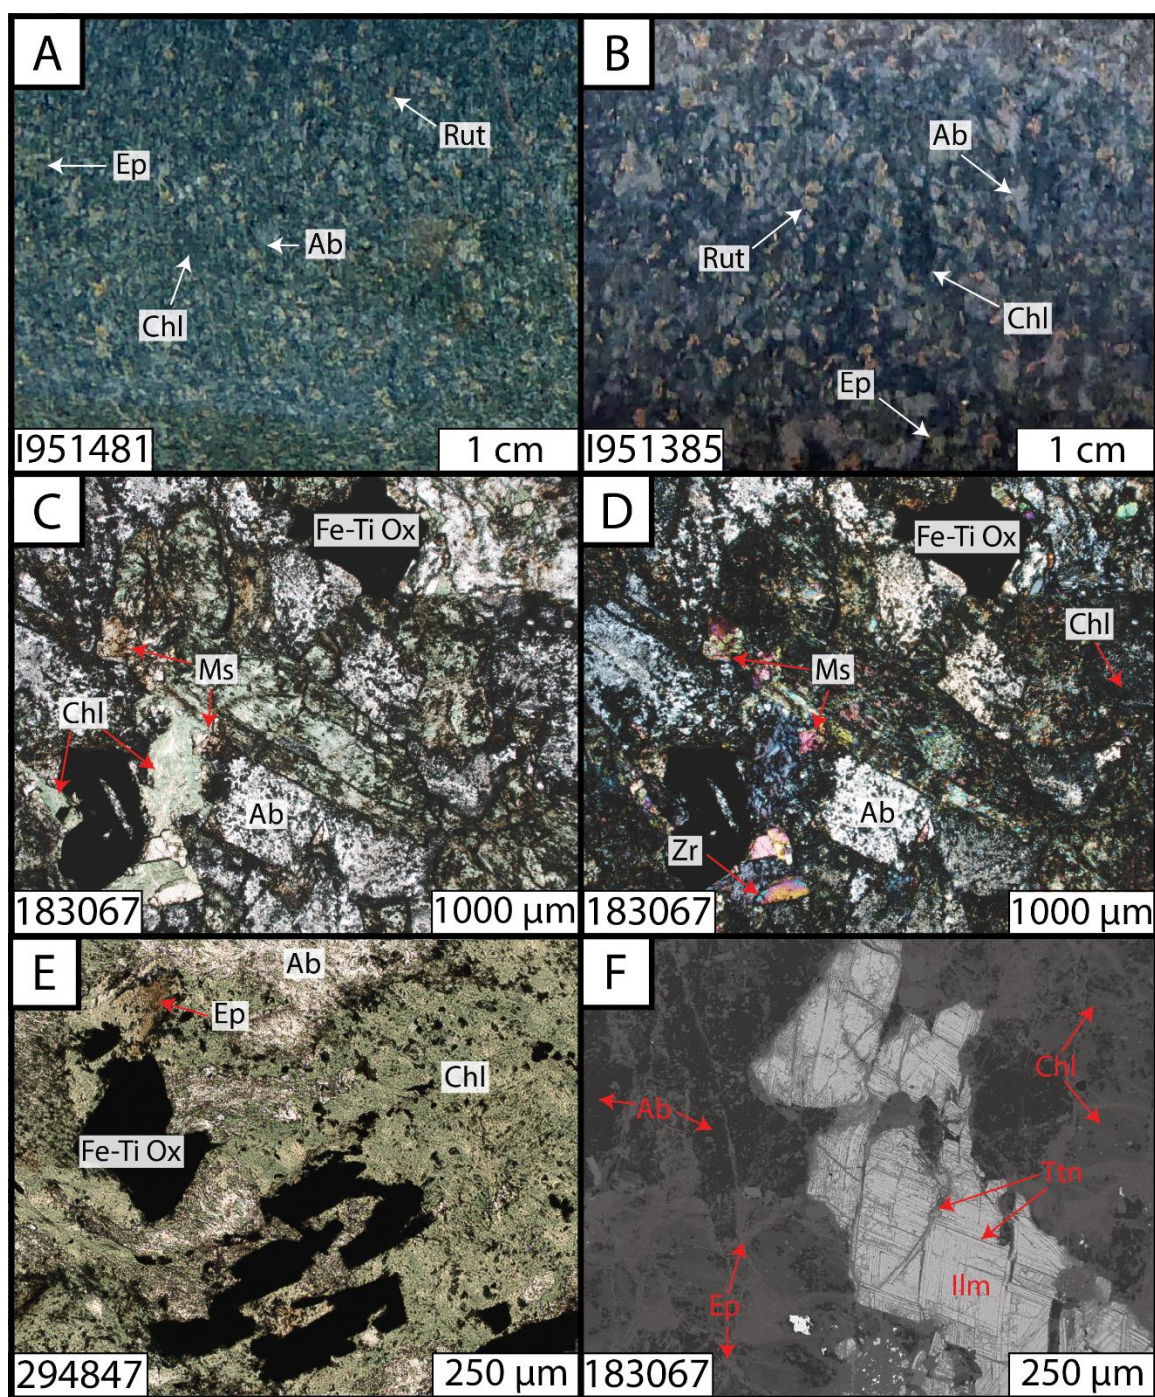 A
Rut
Ep
Ab
Chl
I951481
1 cm
B
Ab
Rut
Chl
Ep
I951385
1 cm
C
Fe-Ti Ox
Ms
Chl
Ab
183067
1000 µm
D
Fe-Ti Ox
Chl
Ms
Ab
Zr
183067
1000 µm
E
Ab
Ep
Chl
Fe-Ti Ox
294847
250 µm
F
Chl
Ab
Ttn
Ilm
Ep
183067
250 µm